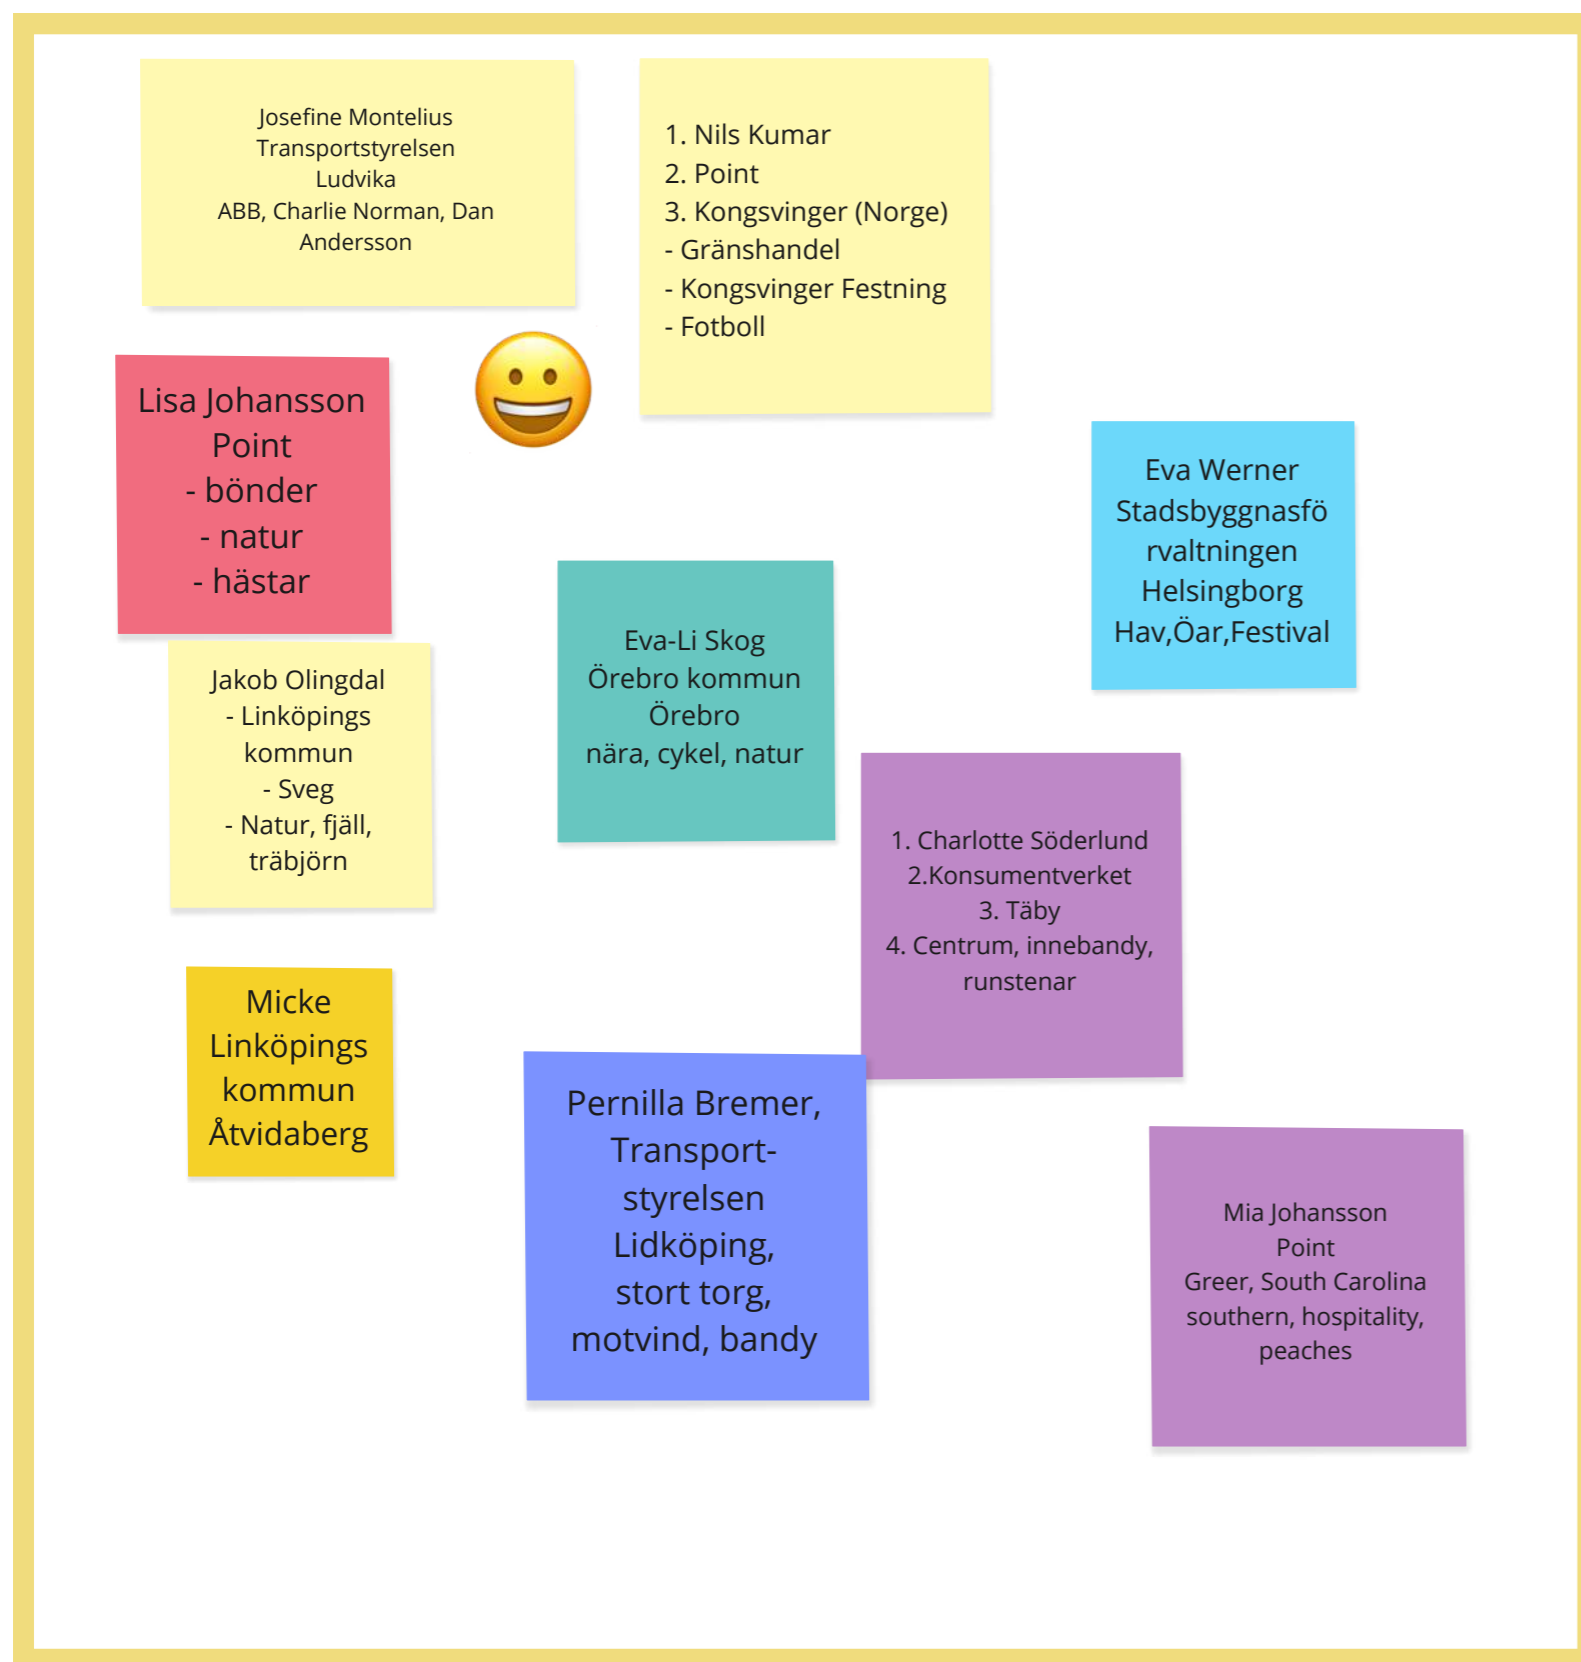 Josefine Montelius
Transportstyrelsen
Ludvika
ABB, Charlie Norman, Dan
Andersson
1. Nils Kumar
2. Point
3. Kongsvinger (Norge)
- Gränshandel
- Kongsvinger Festning
- Fotboll
Lisa Johansson
Point
- bönder
- natur
- hästar
Eva Werner
Stadsbyggnasfö
rvaltningen
Helsingborg
Hav,Öar,Festival
Eva-Li Skog
Örebro kommun
Örebro
nära, cykel, natur
Jakob Olingdal
- Linköpings
kommun
- Sveg
- Natur, fjäll,
träbjörn
1. Charlotte Söderlund
2.Konsumentverket
3. Täby
4. Centrum, innebandy,
runstenar
Micke
Linköpings
kommun
Åtvidaberg
Pernilla Bremer,
Transport-
styrelsen
Lidköping,
stort torg,
motvind, bandy
Mia Johansson
Point
Greer, South Carolina
southern, hospitality,
peaches